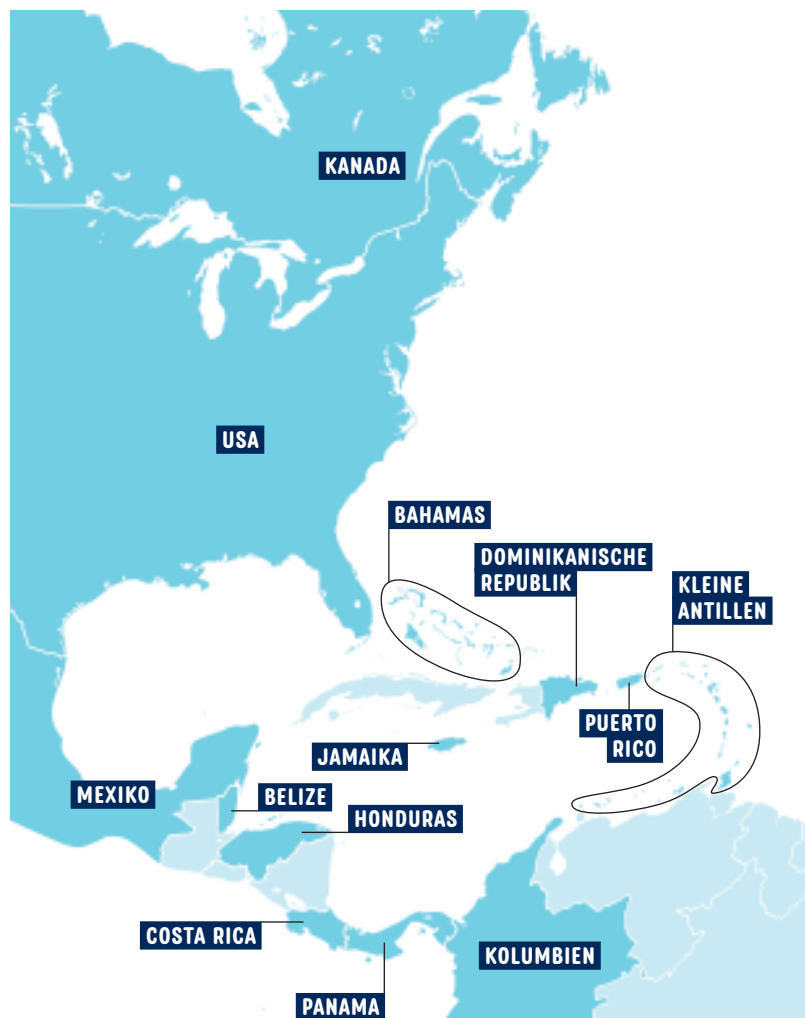 KANADA
USA
BAHAMAS
DOMINIKANISCHE
REPUBLIK
KLEINE
ANTILLEN
PUERTO
RICO
JAMAIKA
MEXIKO
BELIZE
HONDURAS
COSTA RICA
KOLUMBIEN
PANAMA